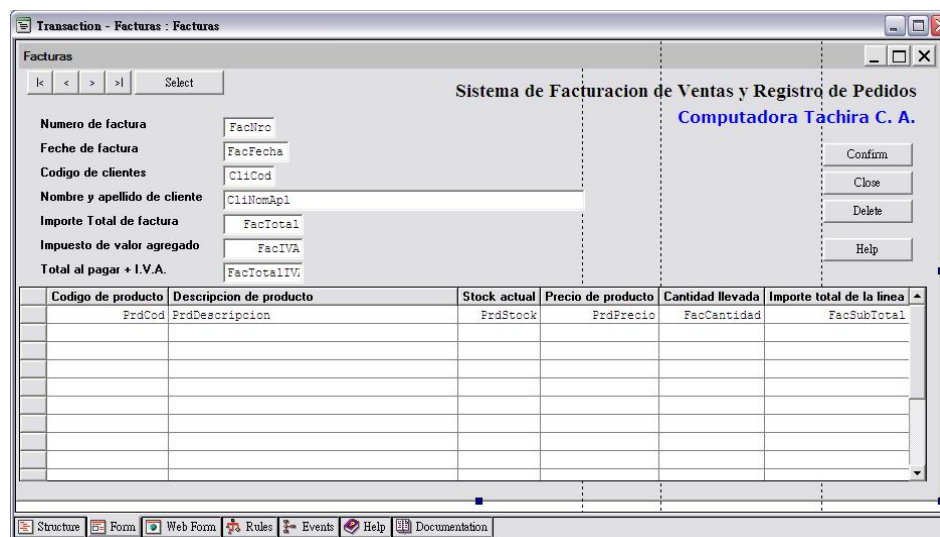 Transaction - Facturas : Facturas
Facturas
|< < > >| Select
Sistema de Facturacion de Ventas y Registro de Pedidos
Computadora Tachira C. A.
Numero de factura FacNro
Feche de factura FacFecha
Codigo de clientes CliCod
Nombre y apellido de cliente CliNomApl
Importe Total de factura FacTotal
Impuesto de valor agregado FacIVA
Total al pagar + I.V.A. FacTotalIV
Confirm
Close
Delete
Help
Codigo de producto Descripcion de producto Stock actual Precio de producto Cantidad llevada Importe total de la linea
PrdCod PrdDescripcion PrdStock PrdPrecio FacCantidad FacSubTotal
Structure Form Web Form Rules Events Help Documentation